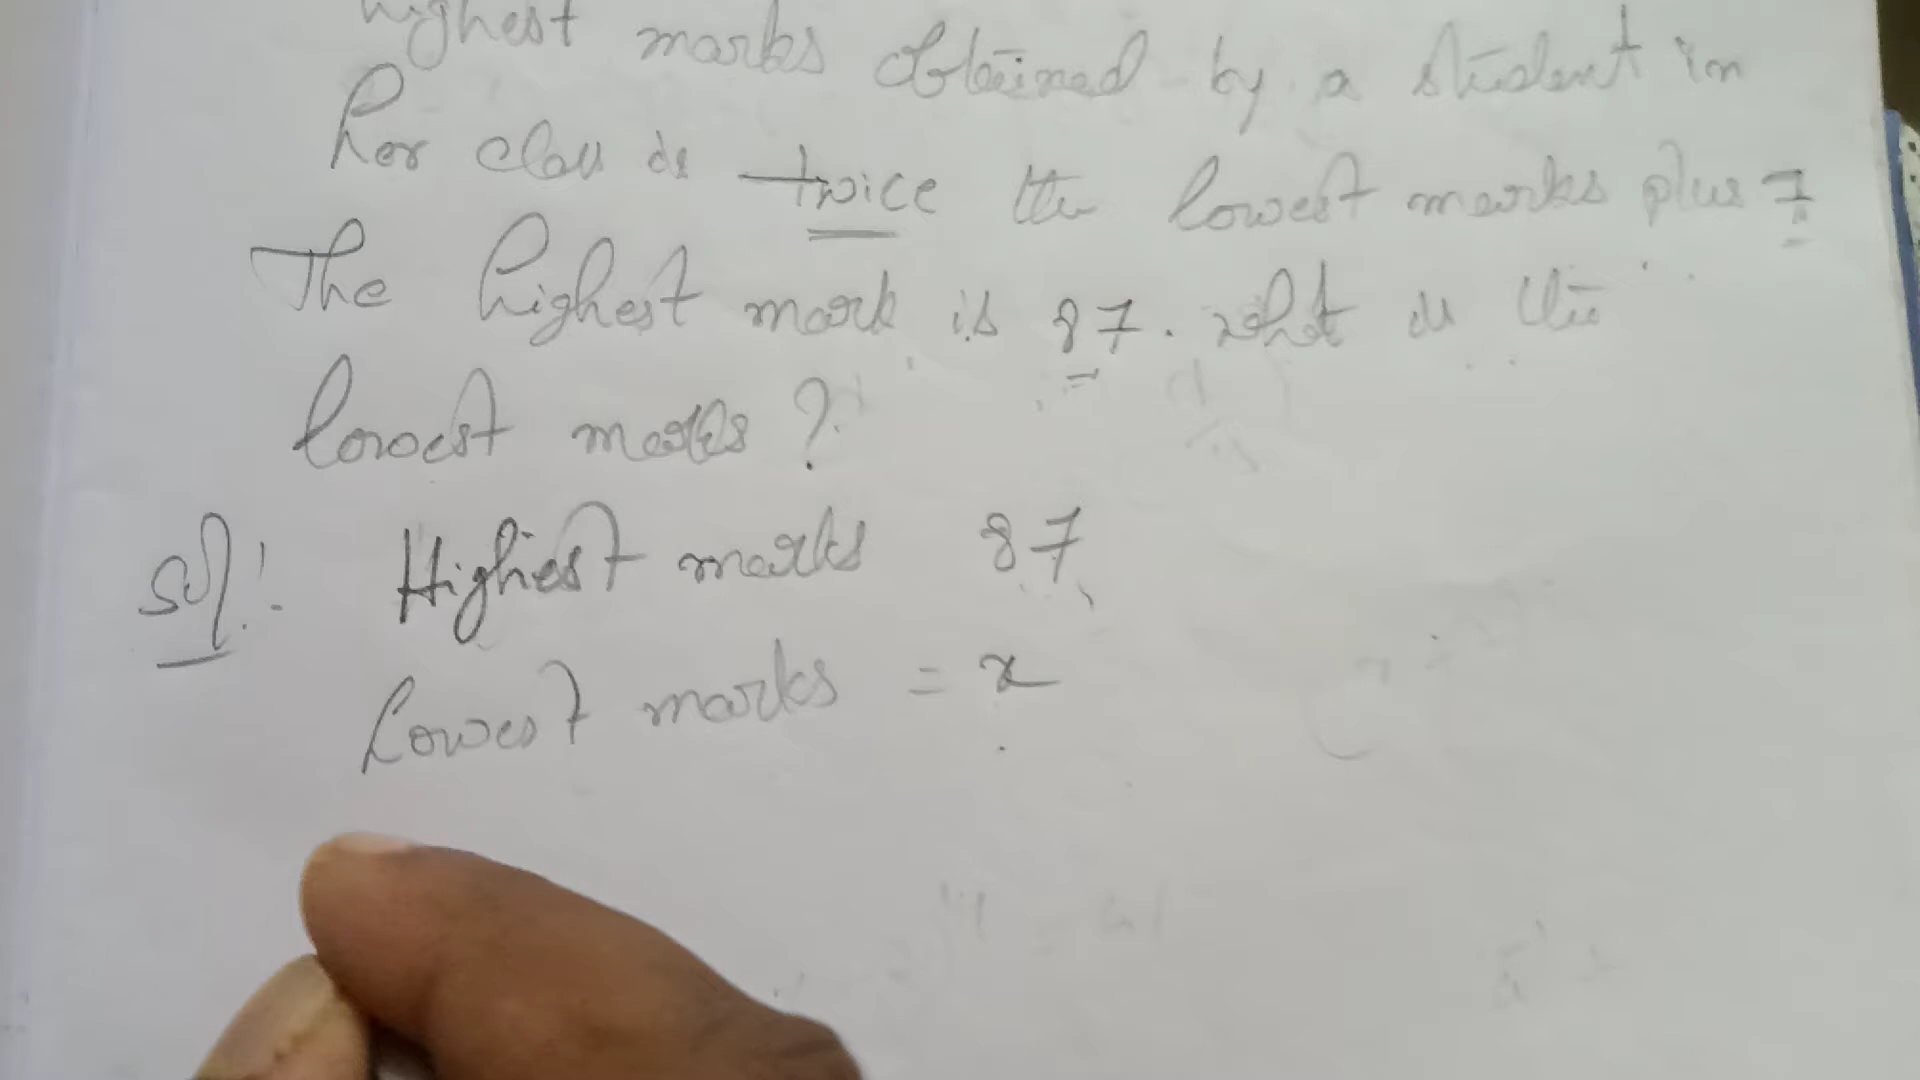 highest marks obtained by a student in
her class is twice the lowest marks plus 7
The highest mark is 87. what is the
lowest marks ?
Sol:
Highest marks 87
Lowest marks = x